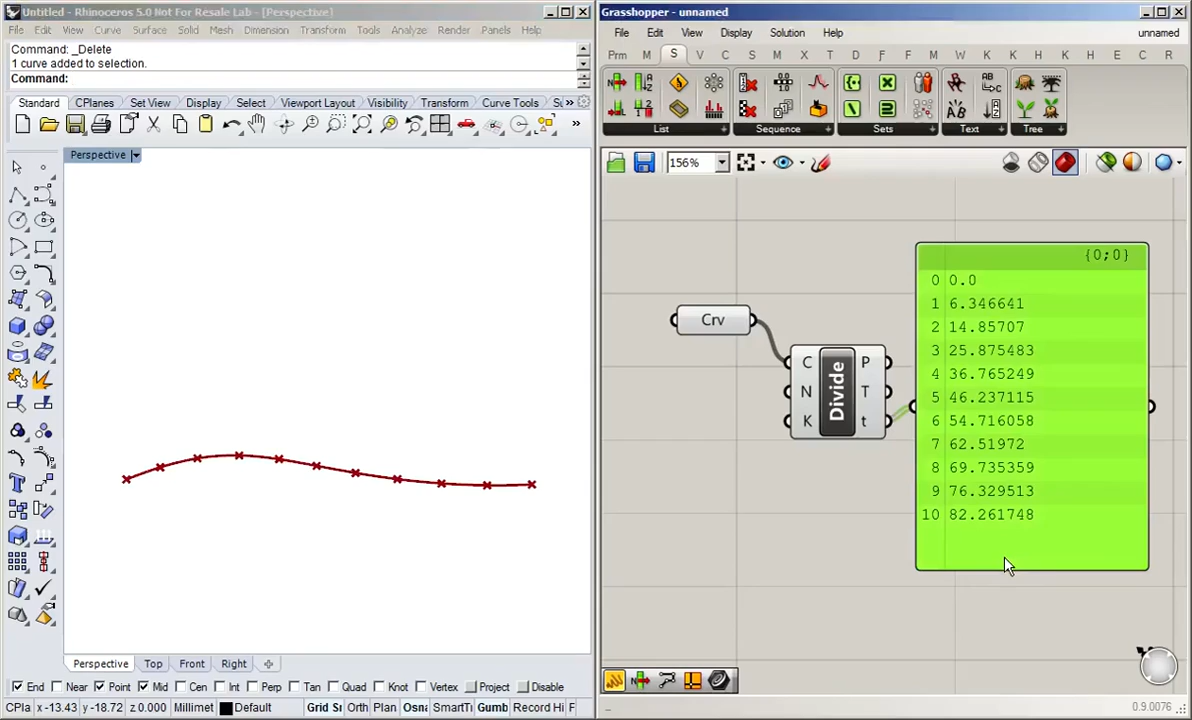 Untitled - Rhinoceros 5.0 Not For Resale Lab - [Perspective]
File Edit View Curve Surface Solid Mesh Dimension Transform Tools Analyze Render Panels Help
Command: _Delete
1 curve added to selection.
Command:
Standard CPlanes Set View Display Select Viewport Layout Visibility Transform Curve Tools
Perspective
Perspective Top Front Right
End Near Point Mid Cen Int Perp Tan Quad Knot Vertex Project Disable
CPla x -13.43 y -18.72 z 0.000 Millimet Default Grid Sr Orth Plan Osna SmartTi Gumb Record Hi F
Grasshopper - unnamed
File Edit View Display Solution Help unnamed
Prm M S V C S M X T D F F M W K K H K H E C R
List Sequence Sets Text Tree
156%
Crv
C N K Divide P T t
{0;0}
0 0.0
1 6.346641
2 14.85707
3 25.875483
4 36.765249
5 46.237115
6 54.716058
7 62.51972
8 69.735359
9 76.329513
10 82.261748
0.9.0076